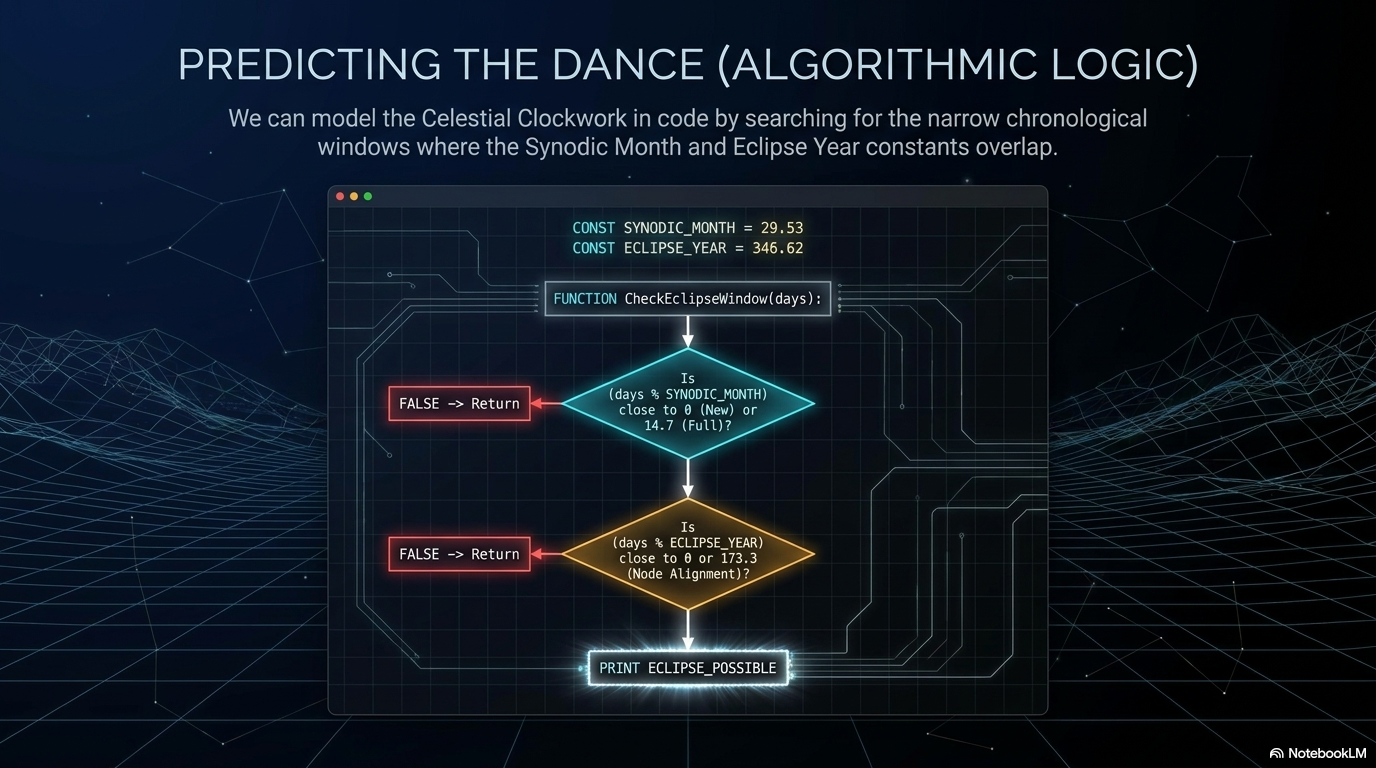 PREDICTING THE DANCE (ALGORITHMIC LOGIC)
We can model the Celestial Clockwork in code by searching for the narrow chronological
windows where the Synodic Month and Eclipse Year constants overlap.
CONST SYNODIC_MONTH = 29.53
CONST ECLIPSE_YEAR = 346.62
FUNCTION CheckEclipseWindow(days):
Is
(days % SYNODIC_MONTH)
close to 0 (New) or
14.7 (Full)?
FALSE -> Return
Is
(days % ECLIPSE_YEAR)
close to 0 or 173.3
(Node Alignment)?
FALSE -> Return
PRINT ECLIPSE_POSSIBLE
NotebookLM